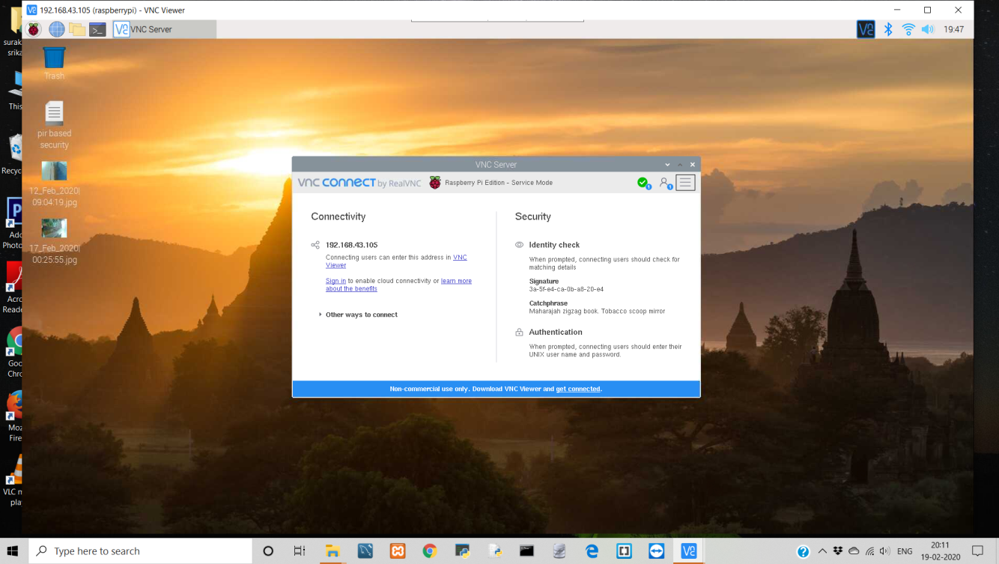 192.168.43.105 (raspberrypi) - VNC Viewer
VNC Server
19:47
Trash
pir based
security
12_Feb_2020|
09:04:19.jpg
17_Feb_2020|
00:25:55.jpg
VNC Server
vnc connect by RealVNC
Raspberry Pi Edition - Service Mode
1
1
Connectivity
192.168.43.105
Connecting users can enter this address in VNC
Viewer
Sign in to enable cloud connectivity or learn more
about the benefits
Other ways to connect
Security
Identity check
When prompted, connecting users should check for
matching details
Signature
3a-5f-e4-ca-0b-a8-20-e4
Catchphrase
Maharajah zigzag book. Tobacco scoop mirror
Authentication
When prompted, connecting users should enter their
UNIX user name and password.
Non-commercial use only. Download VNC Viewer and get connected.
surak
srika
This
Recyc
Ado
Photo
Acro
Reade
Goo
Chro
Moz
Fire
VLC m
pla
Type here to search
ENG
20:11
19-02-2020